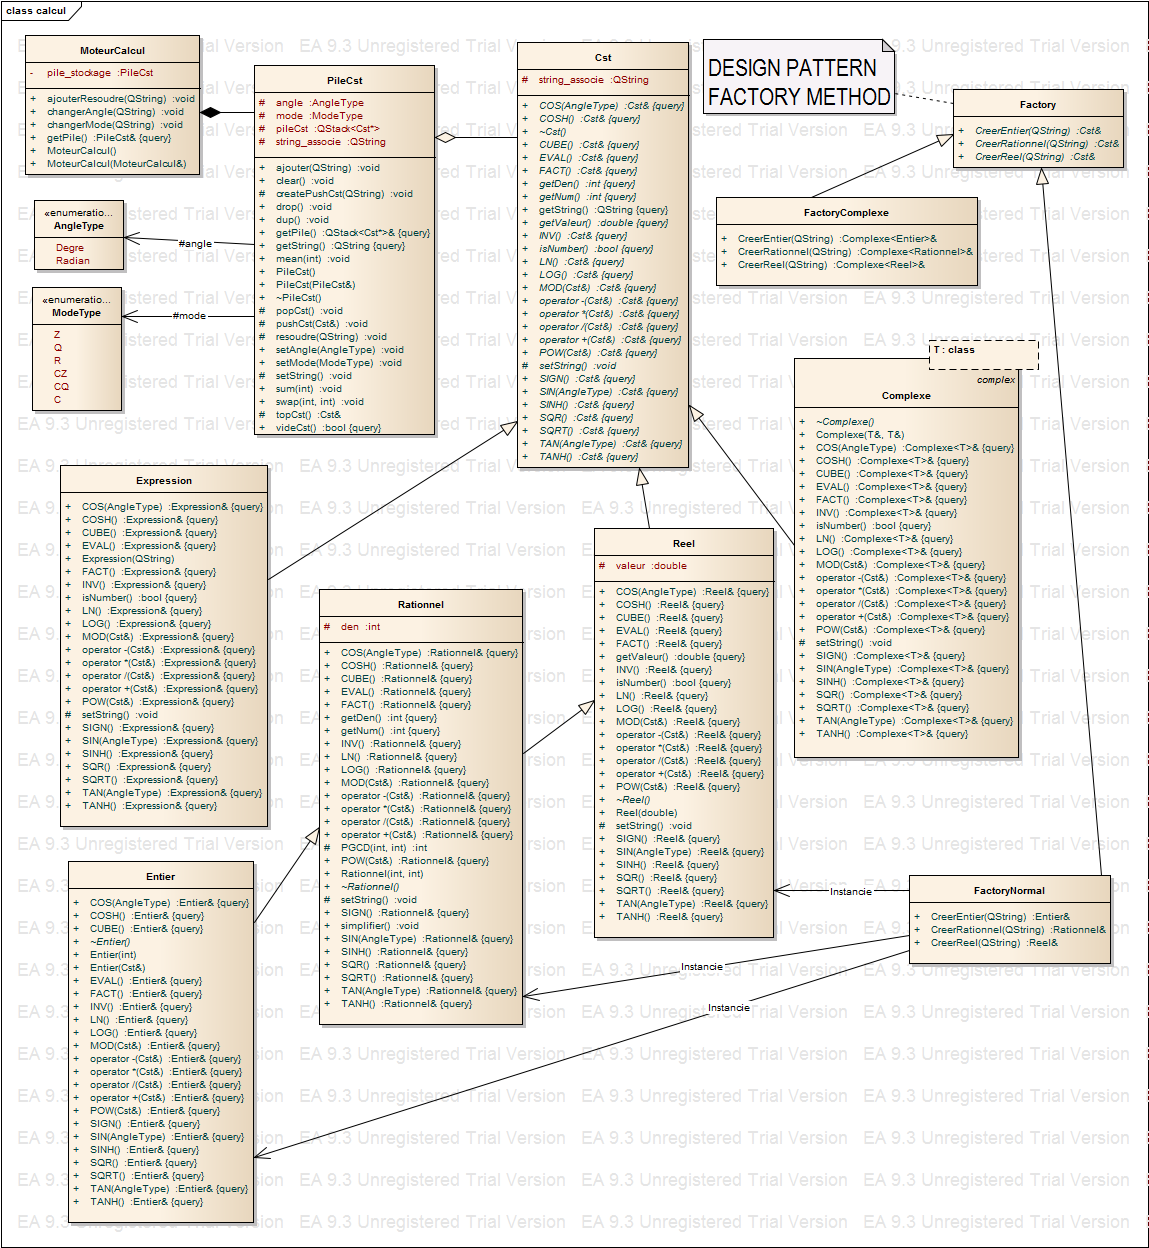 class calcul
MoteurCalcul
- pile_stockage :PileCst
+ ajouterResoudre(QString) :void
+ changerAngle(QString) :void
+ changerMode(QString) :void
+ getPile() :PileCst& {query}
+ MoteurCalcul()
+ MoteurCalcul(MoteurCalcul&)
PileCst
# angle :AngleType
# mode :ModeType
# pileCst :QStack<Cst*>
# string_associe :QString
+ ajouter(QString) :void
+ clear() :void
# createPushCst(QString) :void
+ drop() :void
+ dup() :void
+ getPile() :QStack<Cst*>& {query}
+ getString() :QString {query}
+ mean(int) :void
+ PileCst()
+ PileCst(PileCst&)
+ ~PileCst()
# popCst() :void
# pushCst(Cst&) :void
# resoudre(QString) :void
+ setAngle(AngleType) :void
+ setMode(ModeType) :void
# setString() :void
+ sum(int) :void
+ swap(int, int) :void
# topCst() :Cst&
+ videCst() :bool {query}
Cst
# string_associe :QString
+ COS(AngleType) :Cst& {query}
+ COSH() :Cst& {query}
+ ~Cst()
+ CUBE() :Cst& {query}
+ EVAL() :Cst& {query}
+ FACT() :Cst& {query}
+ getDen() :int {query}
+ getNum() :int {query}
+ getString() :QString {query}
+ getValeur() :double {query}
+ INV() :Cst& {query}
+ isNumber() :bool {query}
+ LN() :Cst& {query}
+ LOG() :Cst& {query}
+ MOD(Cst&) :Cst& {query}
+ operator -(Cst&) :Cst& {query}
+ operator *(Cst&) :Cst& {query}
+ operator /(Cst&) :Cst& {query}
+ operator +(Cst&) :Cst& {query}
+ POW(Cst&) :Cst& {query}
# setString() :void
+ SIGN() :Cst& {query}
+ SIN(AngleType) :Cst& {query}
+ SINH() :Cst& {query}
+ SQR() :Cst& {query}
+ SQRT() :Cst& {query}
+ TAN(AngleType) :Cst& {query}
+ TANH() :Cst& {query}
DESIGN PATTERN
FACTORY METHOD
Factory
+ CreerEntier(QString) :Cst&
+ CreerRationnel(QString) :Cst&
+ CreerReel(QString) :Cst&
FactoryComplexe
+ CreerEntier(QString) :Complexe<Entier>&
+ CreerRationnel(QString) :Complexe<Rationnel>&
+ CreerReel(QString) :Complexe<Reel>&
«enumeratio...
AngleType
Degre
Radian
#angle
«enumeratio...
ModeType
Z
Q
R
CZ
CQ
C
#mode
T : class
complex
Complexe
+ ~Complexe()
+ Complexe(T&, T&)
+ COS(AngleType) :Complexe<T>& {query}
+ COSH() :Complexe<T>& {query}
+ CUBE() :Complexe<T>& {query}
+ EVAL() :Complexe<T>& {query}
+ FACT() :Complexe<T>& {query}
+ INV() :Complexe<T>& {query}
+ isNumber() :bool {query}
+ LN() :Complexe<T>& {query}
+ LOG() :Complexe<T>& {query}
+ MOD(Cst&) :Complexe<T>& {query}
+ operator -(Cst&) :Complexe<T>& {query}
+ operator *(Cst&) :Complexe<T>& {query}
+ operator /(Cst&) :Complexe<T>& {query}
+ operator +(Cst&) :Complexe<T>& {query}
+ POW(Cst&) :Complexe<T>& {query}
# setString() :void
+ SIGN() :Complexe<T>& {query}
+ SIN(AngleType) :Complexe<T>& {query}
+ SINH() :Complexe<T>& {query}
+ SQR() :Complexe<T>& {query}
+ SQRT() :Complexe<T>& {query}
+ TAN(AngleType) :Complexe<T>& {query}
+ TANH() :Complexe<T>& {query}
Expression
+ COS(AngleType) :Expression& {query}
+ COSH() :Expression& {query}
+ CUBE() :Expression& {query}
+ EVAL() :Expression& {query}
+ Expression(QString)
+ FACT() :Expression& {query}
+ INV() :Expression& {query}
+ isNumber() :bool {query}
+ LN() :Expression& {query}
+ LOG() :Expression& {query}
+ MOD(Cst&) :Expression& {query}
+ operator -(Cst&) :Expression& {query}
+ operator *(Cst&) :Expression& {query}
+ operator /(Cst&) :Expression& {query}
+ operator +(Cst&) :Expression& {query}
+ POW(Cst&) :Expression& {query}
# setString() :void
+ SIGN() :Expression& {query}
+ SIN(AngleType) :Expression& {query}
+ SINH() :Expression& {query}
+ SQR() :Expression& {query}
+ SQRT() :Expression& {query}
+ TAN(AngleType) :Expression& {query}
+ TANH() :Expression& {query}
Rationnel
# den :int
+ COS(AngleType) :Rationnel& {query}
+ COSH() :Rationnel& {query}
+ CUBE() :Rationnel& {query}
+ EVAL() :Rationnel& {query}
+ FACT() :Rationnel& {query}
+ getDen() :int {query}
+ getNum() :int {query}
+ INV() :Rationnel& {query}
+ LN() :Rationnel& {query}
+ LOG() :Rationnel& {query}
+ MOD(Cst&) :Rationnel& {query}
+ operator -(Cst&) :Rationnel& {query}
+ operator *(Cst&) :Rationnel& {query}
+ operator /(Cst&) :Rationnel& {query}
+ operator +(Cst&) :Rationnel& {query}
# PGCD(int, int) :int
+ POW(Cst&) :Rationnel& {query}
+ Rationnel(int, int)
+ ~Rationnel()
# setString() :void
+ SIGN() :Rationnel& {query}
+ simplifier() :void
+ SIN(AngleType) :Rationnel& {query}
+ SINH() :Rationnel& {query}
+ SQR() :Rationnel& {query}
+ SQRT() :Rationnel& {query}
+ TAN(AngleType) :Rationnel& {query}
+ TANH() :Rationnel& {query}
Reel
# valeur :double
+ COS(AngleType) :Reel& {query}
+ COSH() :Reel& {query}
+ CUBE() :Reel& {query}
+ EVAL() :Reel& {query}
+ FACT() :Reel& {query}
+ getValeur() :double {query}
+ INV() :Reel& {query}
+ isNumber() :bool {query}
+ LN() :Reel& {query}
+ LOG() :Reel& {query}
+ MOD(Cst&) :Reel& {query}
+ operator -(Cst&) :Reel& {query}
+ operator *(Cst&) :Reel& {query}
+ operator /(Cst&) :Reel& {query}
+ operator +(Cst&) :Reel& {query}
+ POW(Cst&) :Reel& {query}
+ ~Reel()
+ Reel(double)
# setString() :void
+ SIGN() :Reel& {query}
+ SIN(AngleType) :Reel& {query}
+ SINH() :Reel& {query}
+ SQR() :Reel& {query}
+ SQRT() :Reel& {query}
+ TAN(AngleType) :Reel& {query}
+ TANH() :Reel& {query}
Entier
+ COS(AngleType) :Entier& {query}
+ COSH() :Entier& {query}
+ CUBE() :Entier& {query}
+ ~Entier()
+ Entier(int)
+ Entier(Cst&)
+ EVAL() :Entier& {query}
+ FACT() :Entier& {query}
+ INV() :Entier& {query}
+ LN() :Entier& {query}
+ LOG() :Entier& {query}
+ MOD(Cst&) :Entier& {query}
+ operator -(Cst&) :Entier& {query}
+ operator *(Cst&) :Entier& {query}
+ operator /(Cst&) :Entier& {query}
+ operator +(Cst&) :Entier& {query}
+ POW(Cst&) :Entier& {query}
+ SIGN() :Entier& {query}
+ SIN(AngleType) :Entier& {query}
+ SINH() :Entier& {query}
+ SQR() :Entier& {query}
+ SQRT() :Entier& {query}
+ TAN(AngleType) :Entier& {query}
+ TANH() :Entier& {query}
FactoryNormal
+ CreerEntier(QString) :Entier&
+ CreerRationnel(QString) :Rationnel&
+ CreerReel(QString) :Reel&
Instancie
Instancie
Instancie
EA 9.3 Unregistered Trial Version